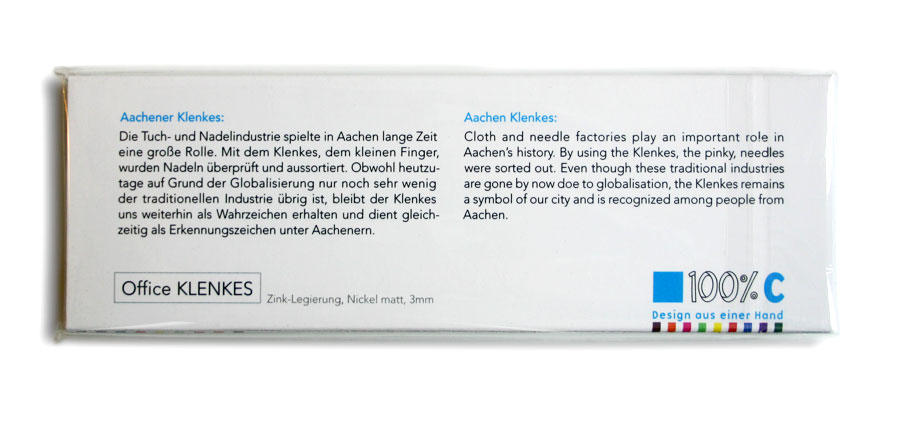 Aachener Klenkes:
Die Tuch- und Nadelindustrie spielte in Aachen lange Zeit
eine große Rolle. Mit dem Klenkes, dem kleinen Finger,
wurden Nadeln überprüft und aussortiert. Obwohl heutzu-
tage auf Grund der Globalisierung nur noch sehr wenig
der traditionellen Industrie übrig ist, bleibt der Klenkes
uns weiterhin als Wahrzeichen erhalten und dient gleich-
zeitig als Erkennungszeichen unter Aachenern.
Aachen Klenkes:
Cloth and needle factories play an important role in
Aachen's history. By using the Klenkes, the pinky, needles
were sorted out. Even though these traditional industries
are gone by now doe to globalisation, the Klenkes remains
a symbol of our city and is recognized among people from
Aachen.
Office KLENKES
Zink-Legierung, Nickel matt, 3mm
100% C
Design aus einer Hand